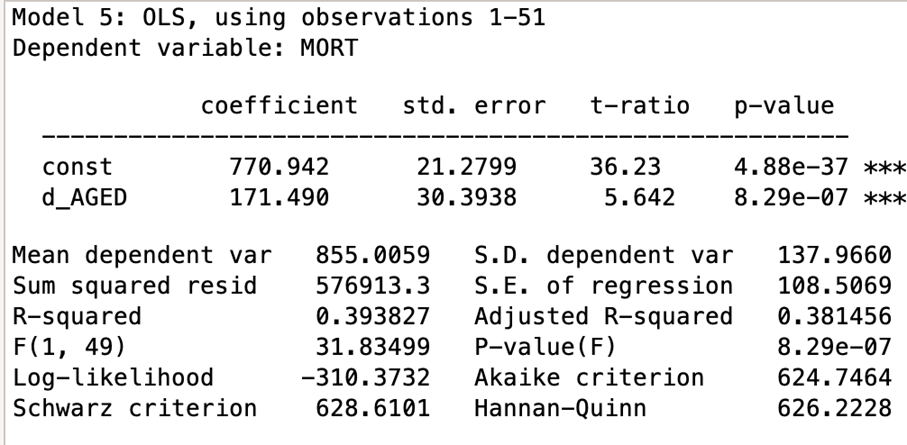 Model 5: OLS, using observations 1-51
Dependent variable: MORT
coefficient std. error t-ratio p-value
---------------------------------------------------------
const 770.942 21.2799 36.23 4.88e-37 ***
d_AGED 171.490 30.3938 5.642 8.29e-07 ***
Mean dependent var 855.0059 S.D. dependent var 137.9660
Sum squared resid 576913.3 S.E. of regression 108.5069
R-squared 0.393827 Adjusted R-squared 0.381456
F(1, 49) 31.83499 P-value(F) 8.29e-07
Log-likelihood -310.3732 Akaike criterion 624.7464
Schwarz criterion 628.6101 Hannan-Quinn 626.2228